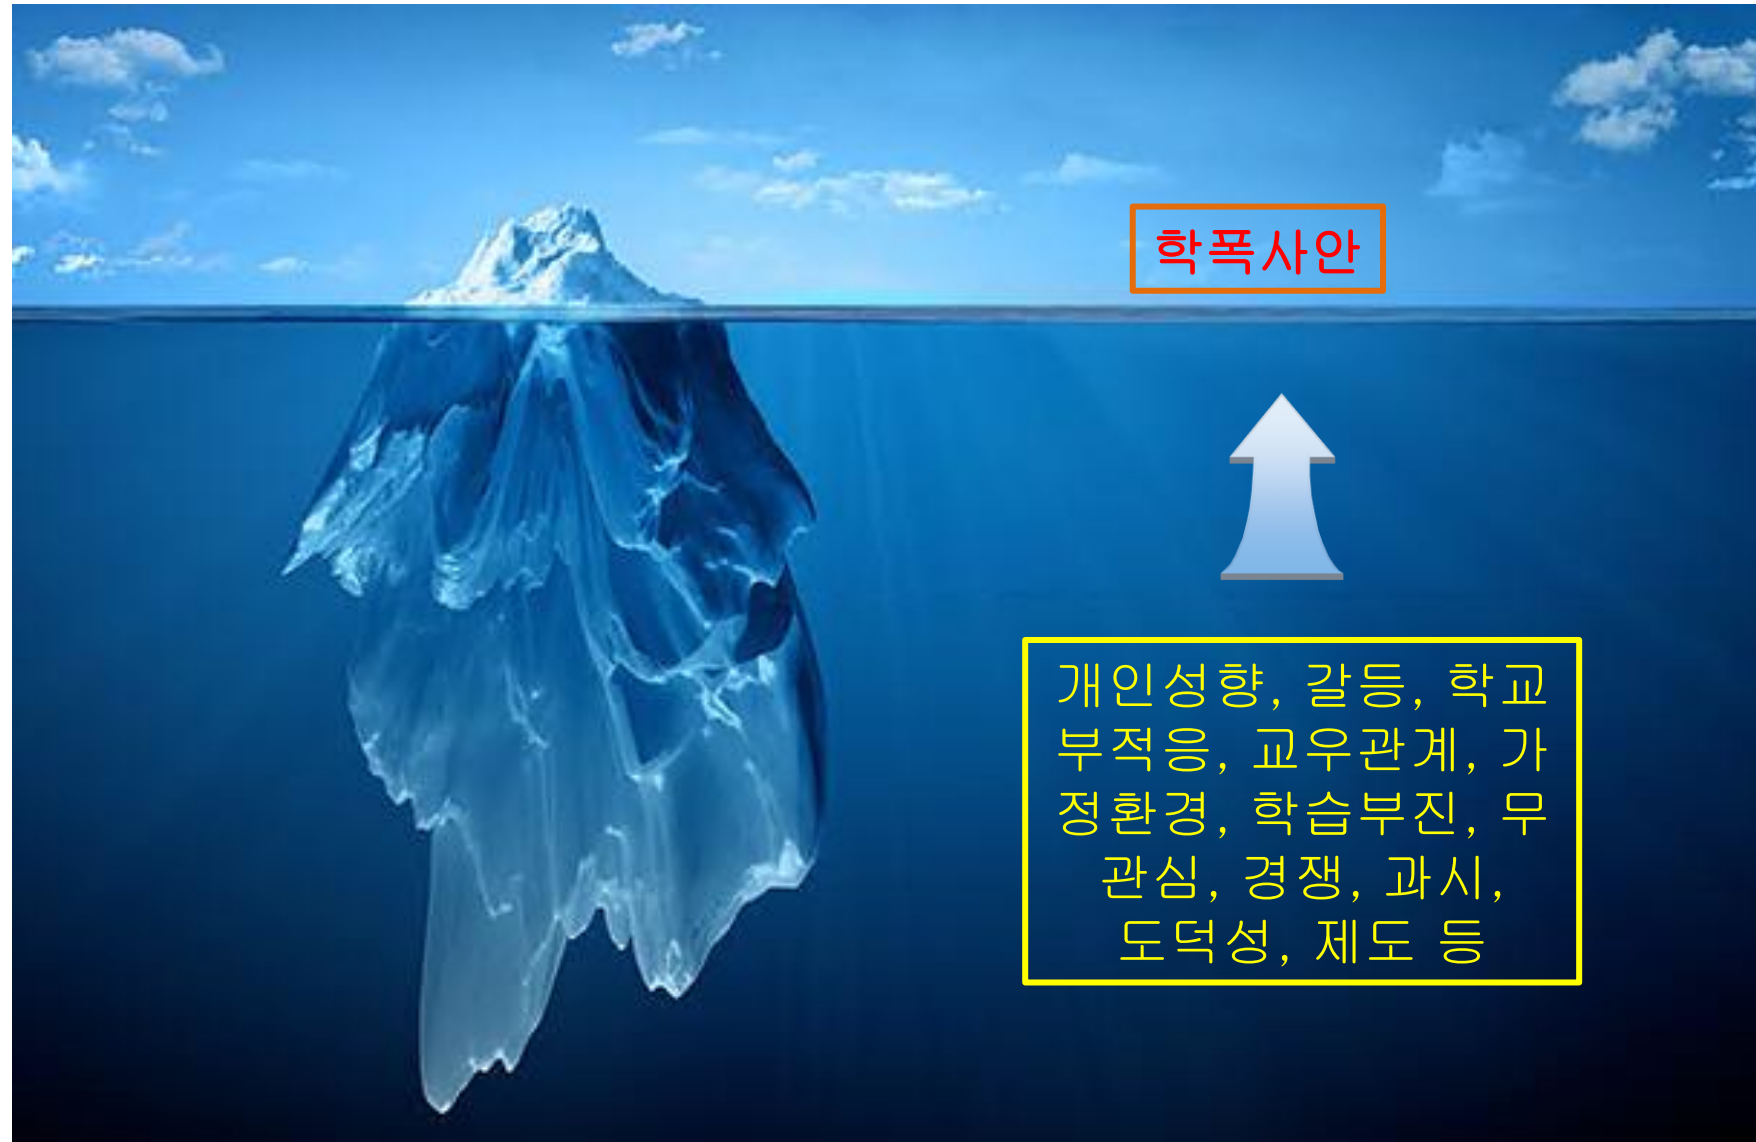 학폭사안
개인성향, 갈등, 학교
부적응, 교우관계, 가
정환경, 학습부진, 무
관심, 경쟁, 과시,
도덕성, 제도 등